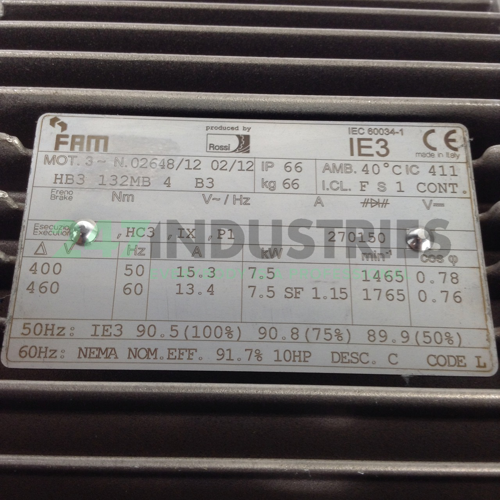 FAM produced by Rossi IEC 60034-1 IE3 CE made in Italy
MOT. 3~ N.02648/12 02/12 IP 66 AMB. 40°C IC 411
HB3 132MB 4 B3 kg 66 I.CL. F S 1 CONT.
Freno Brake Nm V~/Hz A V=
Esecuzione Execution ,HC3 ,IX ,P1 270150
INDUSTRIES
△ V Hz A kW min⁻¹ cos φ
400 50 15.3 7.5 1465 0.78
460 60 13.4 7.5 SF 1.15 1765 0.76
50Hz: IE3 90.5(100%) 90.8(75%) 89.9(50%)
60Hz: NEMA NOM.EFF. 91.7% 10HP DESC. C CODE L